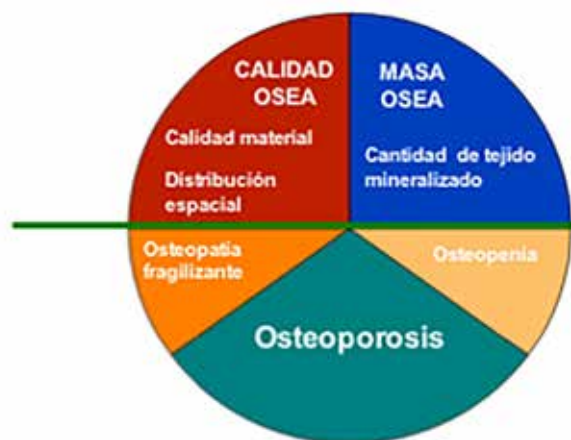 CALIDAD
OSEA
Calidad material
Distribución
espacial
MASA
OSEA
Cantidad de tejido
mineralizado
Osteopatía
fragilizante
Osteopenia
Osteoporosis